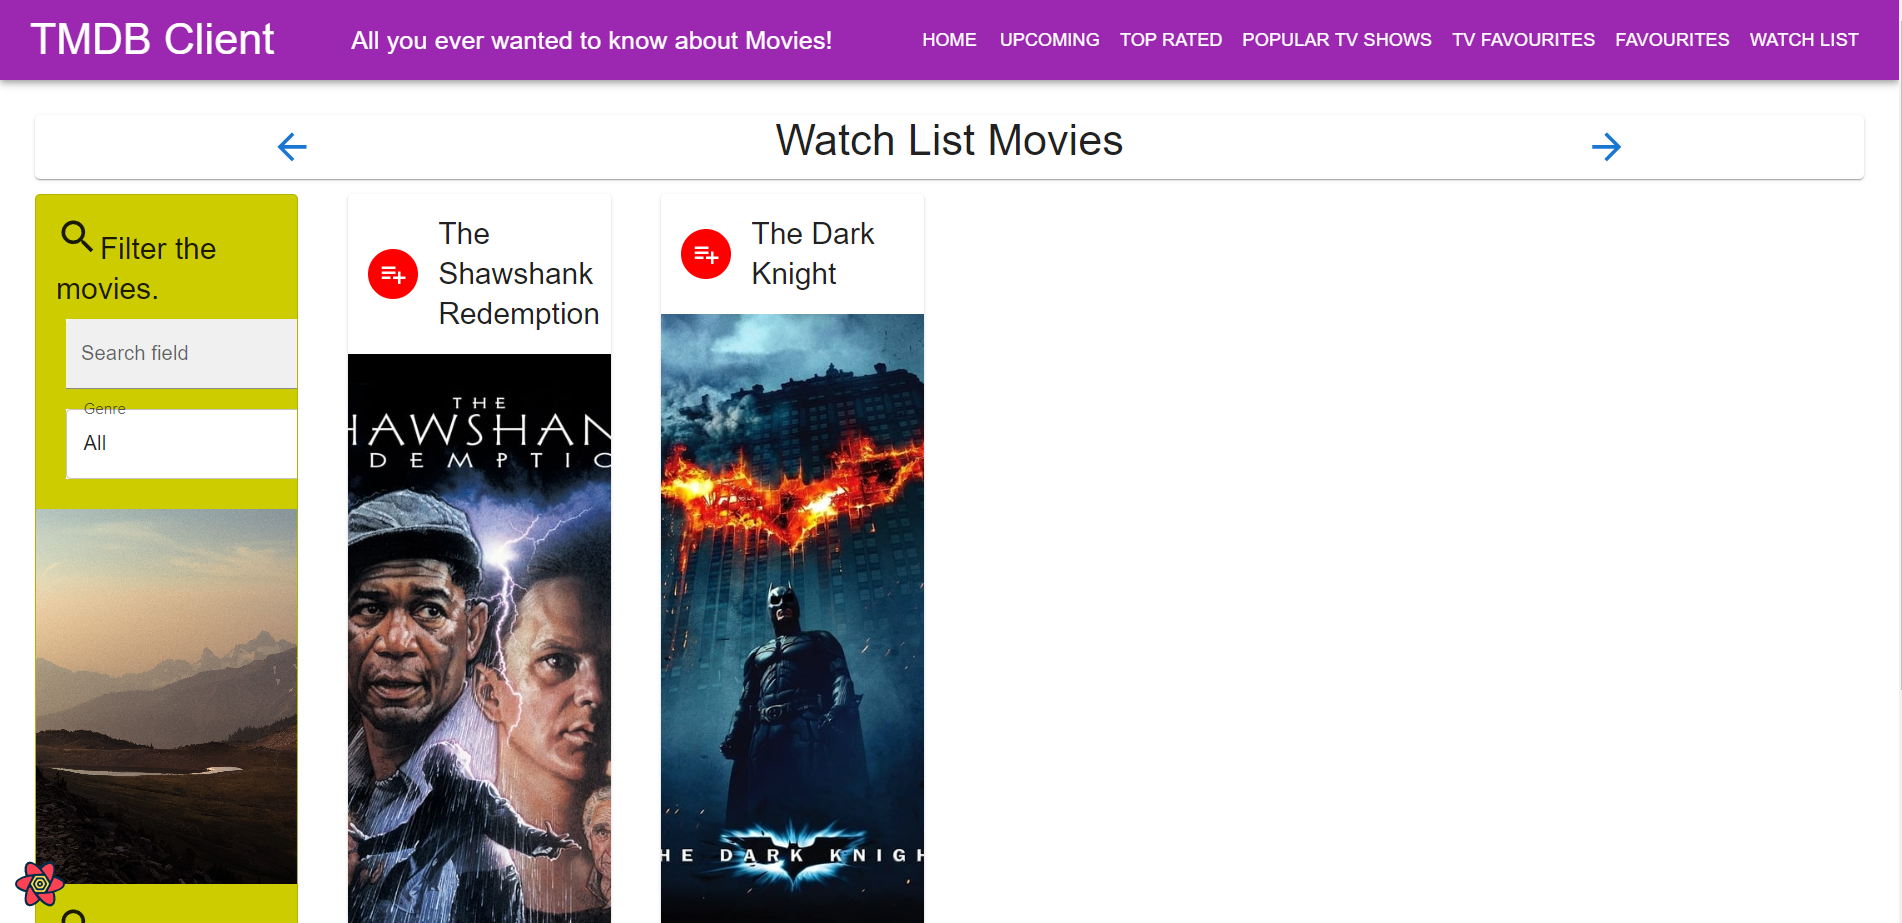 TMDB Client
All you ever wanted to know about Movies!
HOME UPCOMING TOP RATED POPULAR TV SHOWS TV FAVOURITES FAVOURITES WATCH LIST
Watch List Movies
Filter the
movies.
Search field
Genre
All
The
Shawshank
Redemption
THE
HAWSHAN
DEMPTIC
The Dark
Knight
HE DARK KNIGH